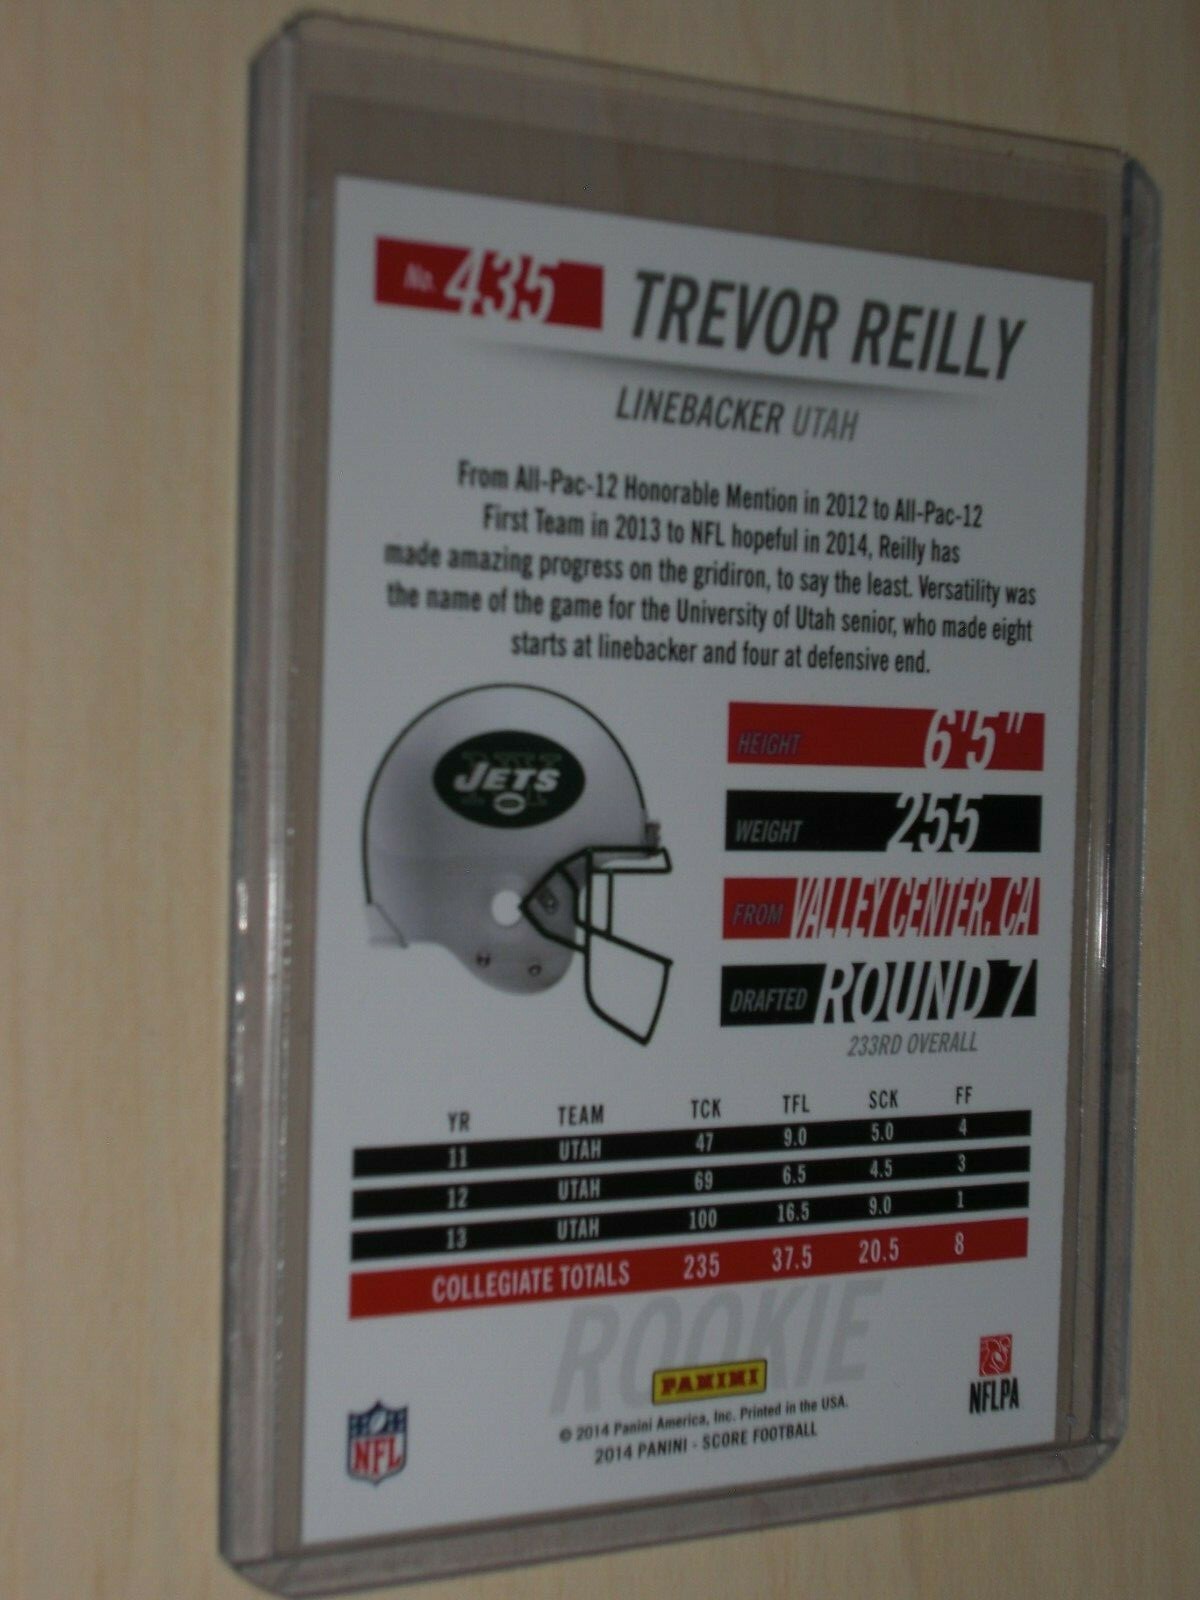 No. 435 TREVOR REILLY
LINEBACKER UTAH
From All-Pac-12 Honorable Mention in 2012 to All-Pac-12
First Team in 2013 to NFL hopeful in 2014, Reilly has
made amazing progress on the gridiron, to say the least. Versatility was
the name of the game for the University of Utah senior, who made eight
starts at linebacker and four at defensive end.
NY
JETS
HEIGHT 6'5"
WEIGHT 255
FROM VALLEY CENTER, CA
DRAFTED ROUND 7
233RD OVERALL
YR TEAM TCK TFL SCK FF
11 UTAH 47 9.0 5.0 4
12 UTAH 69 6.5 4.5 3
13 UTAH 100 16.5 9.0 1
COLLEGIATE TOTALS 235 37.5 20.5 8
ROOKIE
PANINI
NFL
© 2014 Panini America, Inc. Printed in the USA.
2014 PANINI - SCORE FOOTBALL
NFLPA